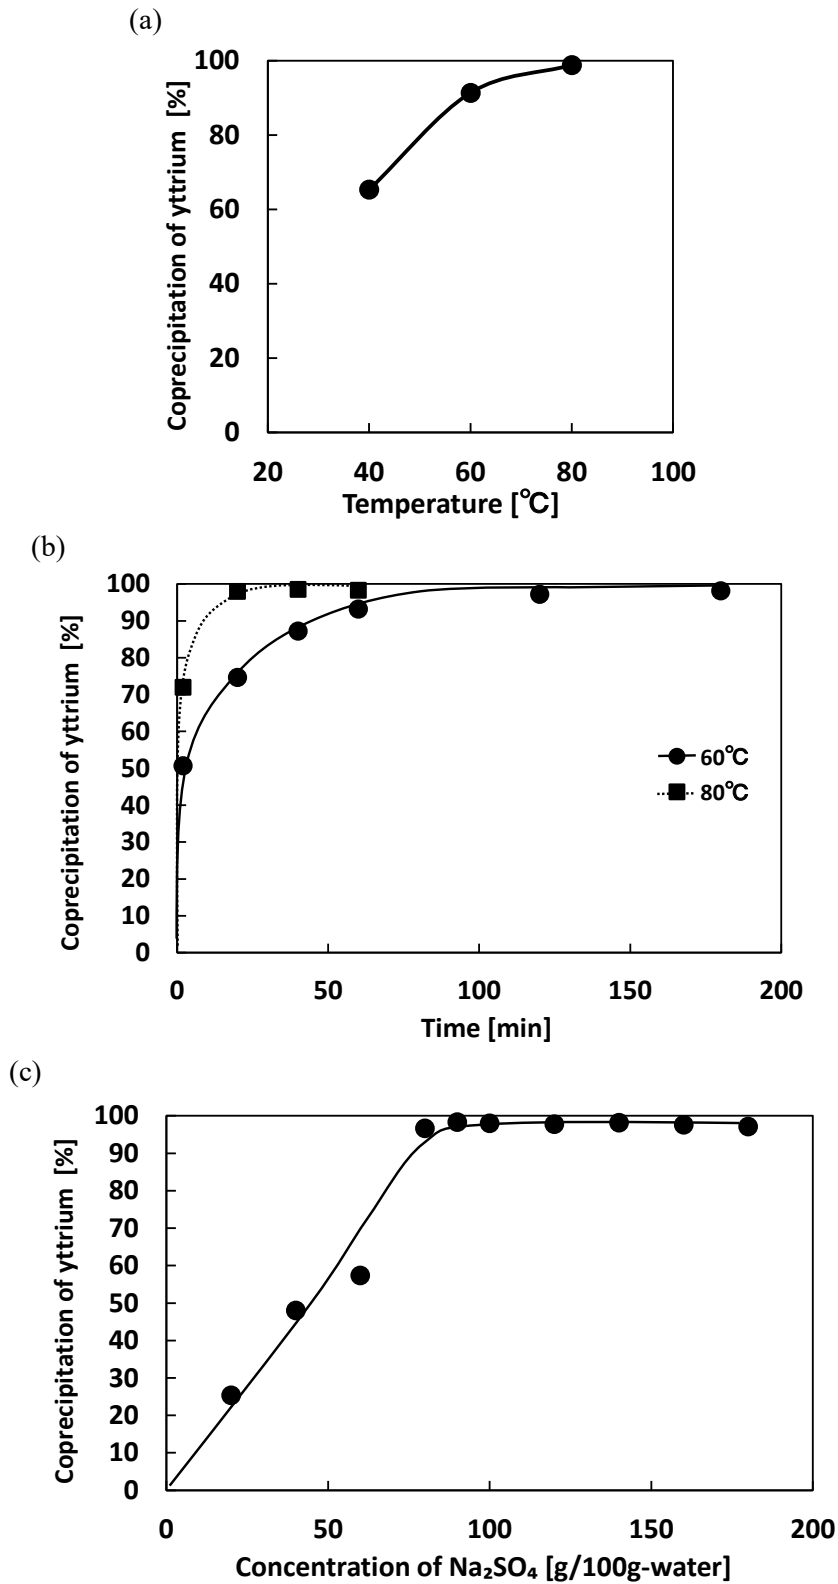 (a)
Coprecipitation of yttrium [%]
100
80
60
40
20
0
20 40 60 80 100
Temperature [℃]
(b)
Coprecipitation of yttrium [%]
100
90
80
70
60
50
40
30
20
10
0
60℃
80℃
0 50 100 150 200
Time [min]
(c)
Coprecipitation of yttrium [%]
100
90
80
70
60
50
40
30
20
10
0
0 50 100 150 200
Concentration of Na₂SO₄ [g/100g-water]